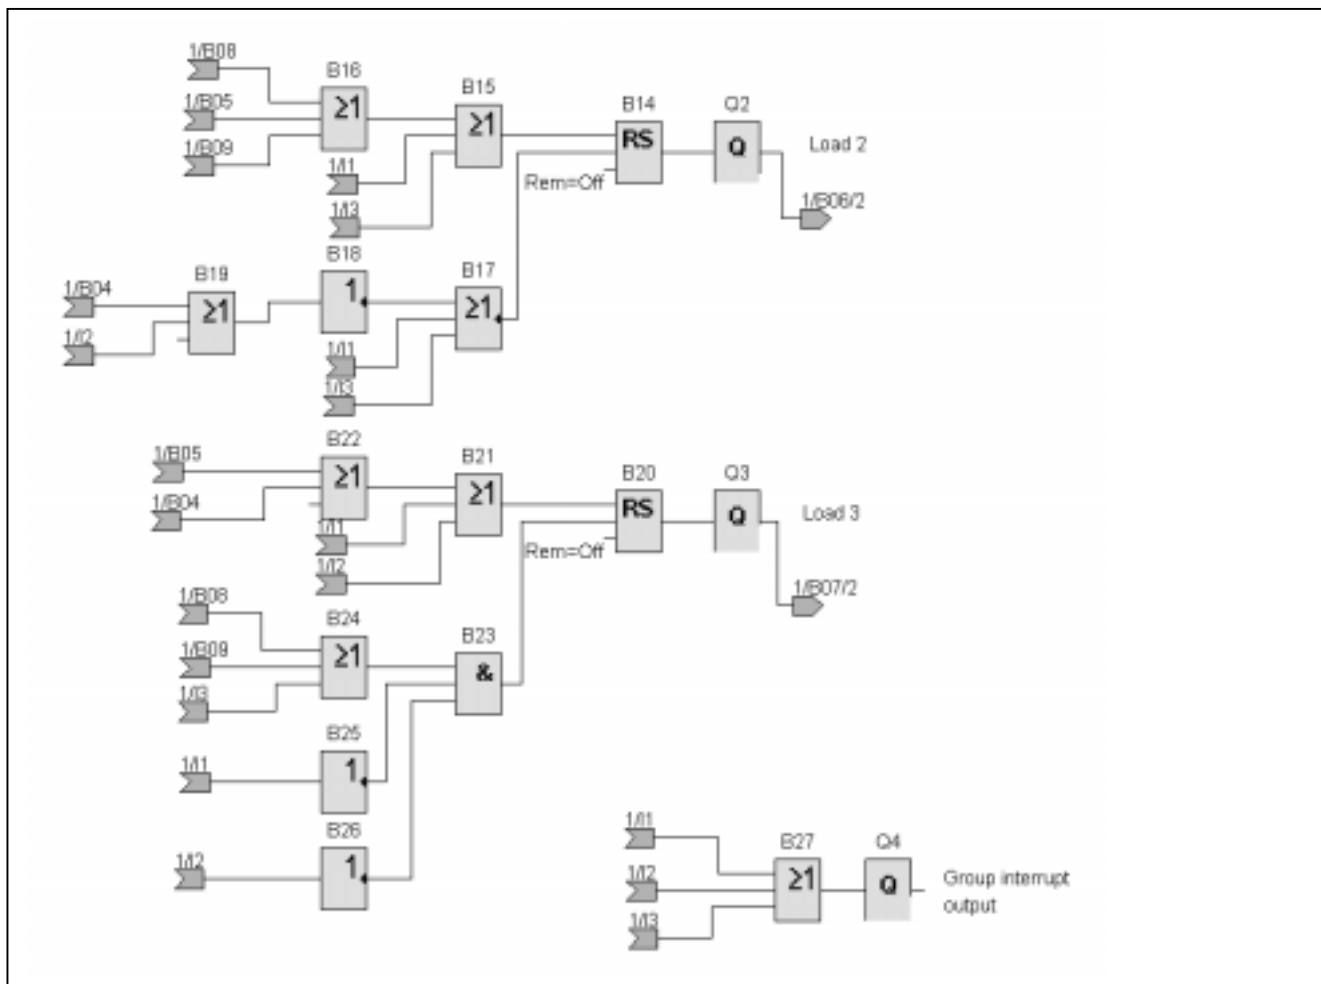 1/B08
B16
1/B05
≥1
B15
1/B09
≥1
B14
Q2
1/I1
RS
Q
Load 2
Rem=Off
1/I3
1/B06/2
B18
B17
B19
1
≥1
1/B04
≥1
1/I2
1/I1
1/I3
B22
1/B05
≥1
B21
1/B04
≥1
B20
Q3
1/I1
RS
Q
Load 3
Rem=Off
1/I2
1/B07/2
1/B08
B24
B23
1/B09
≥1
&
1/I3
B25
1/I1
1
B26
1/I2
1
1/I1
B27
Q4
1/I2
≥1
Q
Group interrupt
output
1/I3